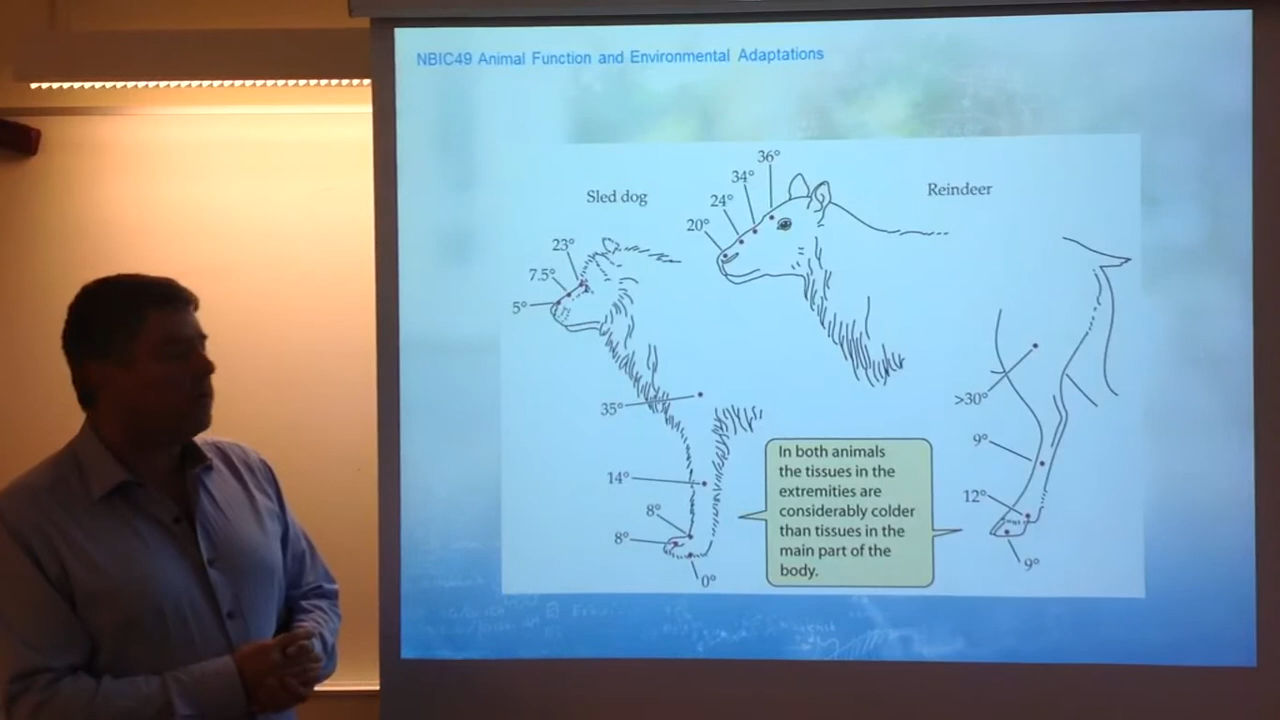 NBIC49 Animal Function and Environmental Adaptations
36°
34°
24°
20°
Sled dog
Reindeer
23°
7.5°
5°
35°
>30°
9°
14°
12°
8°
8°
0°
9°
In both animals
the tissues in the
extremities are
considerably colder
than tissues in the
main part of the
body.